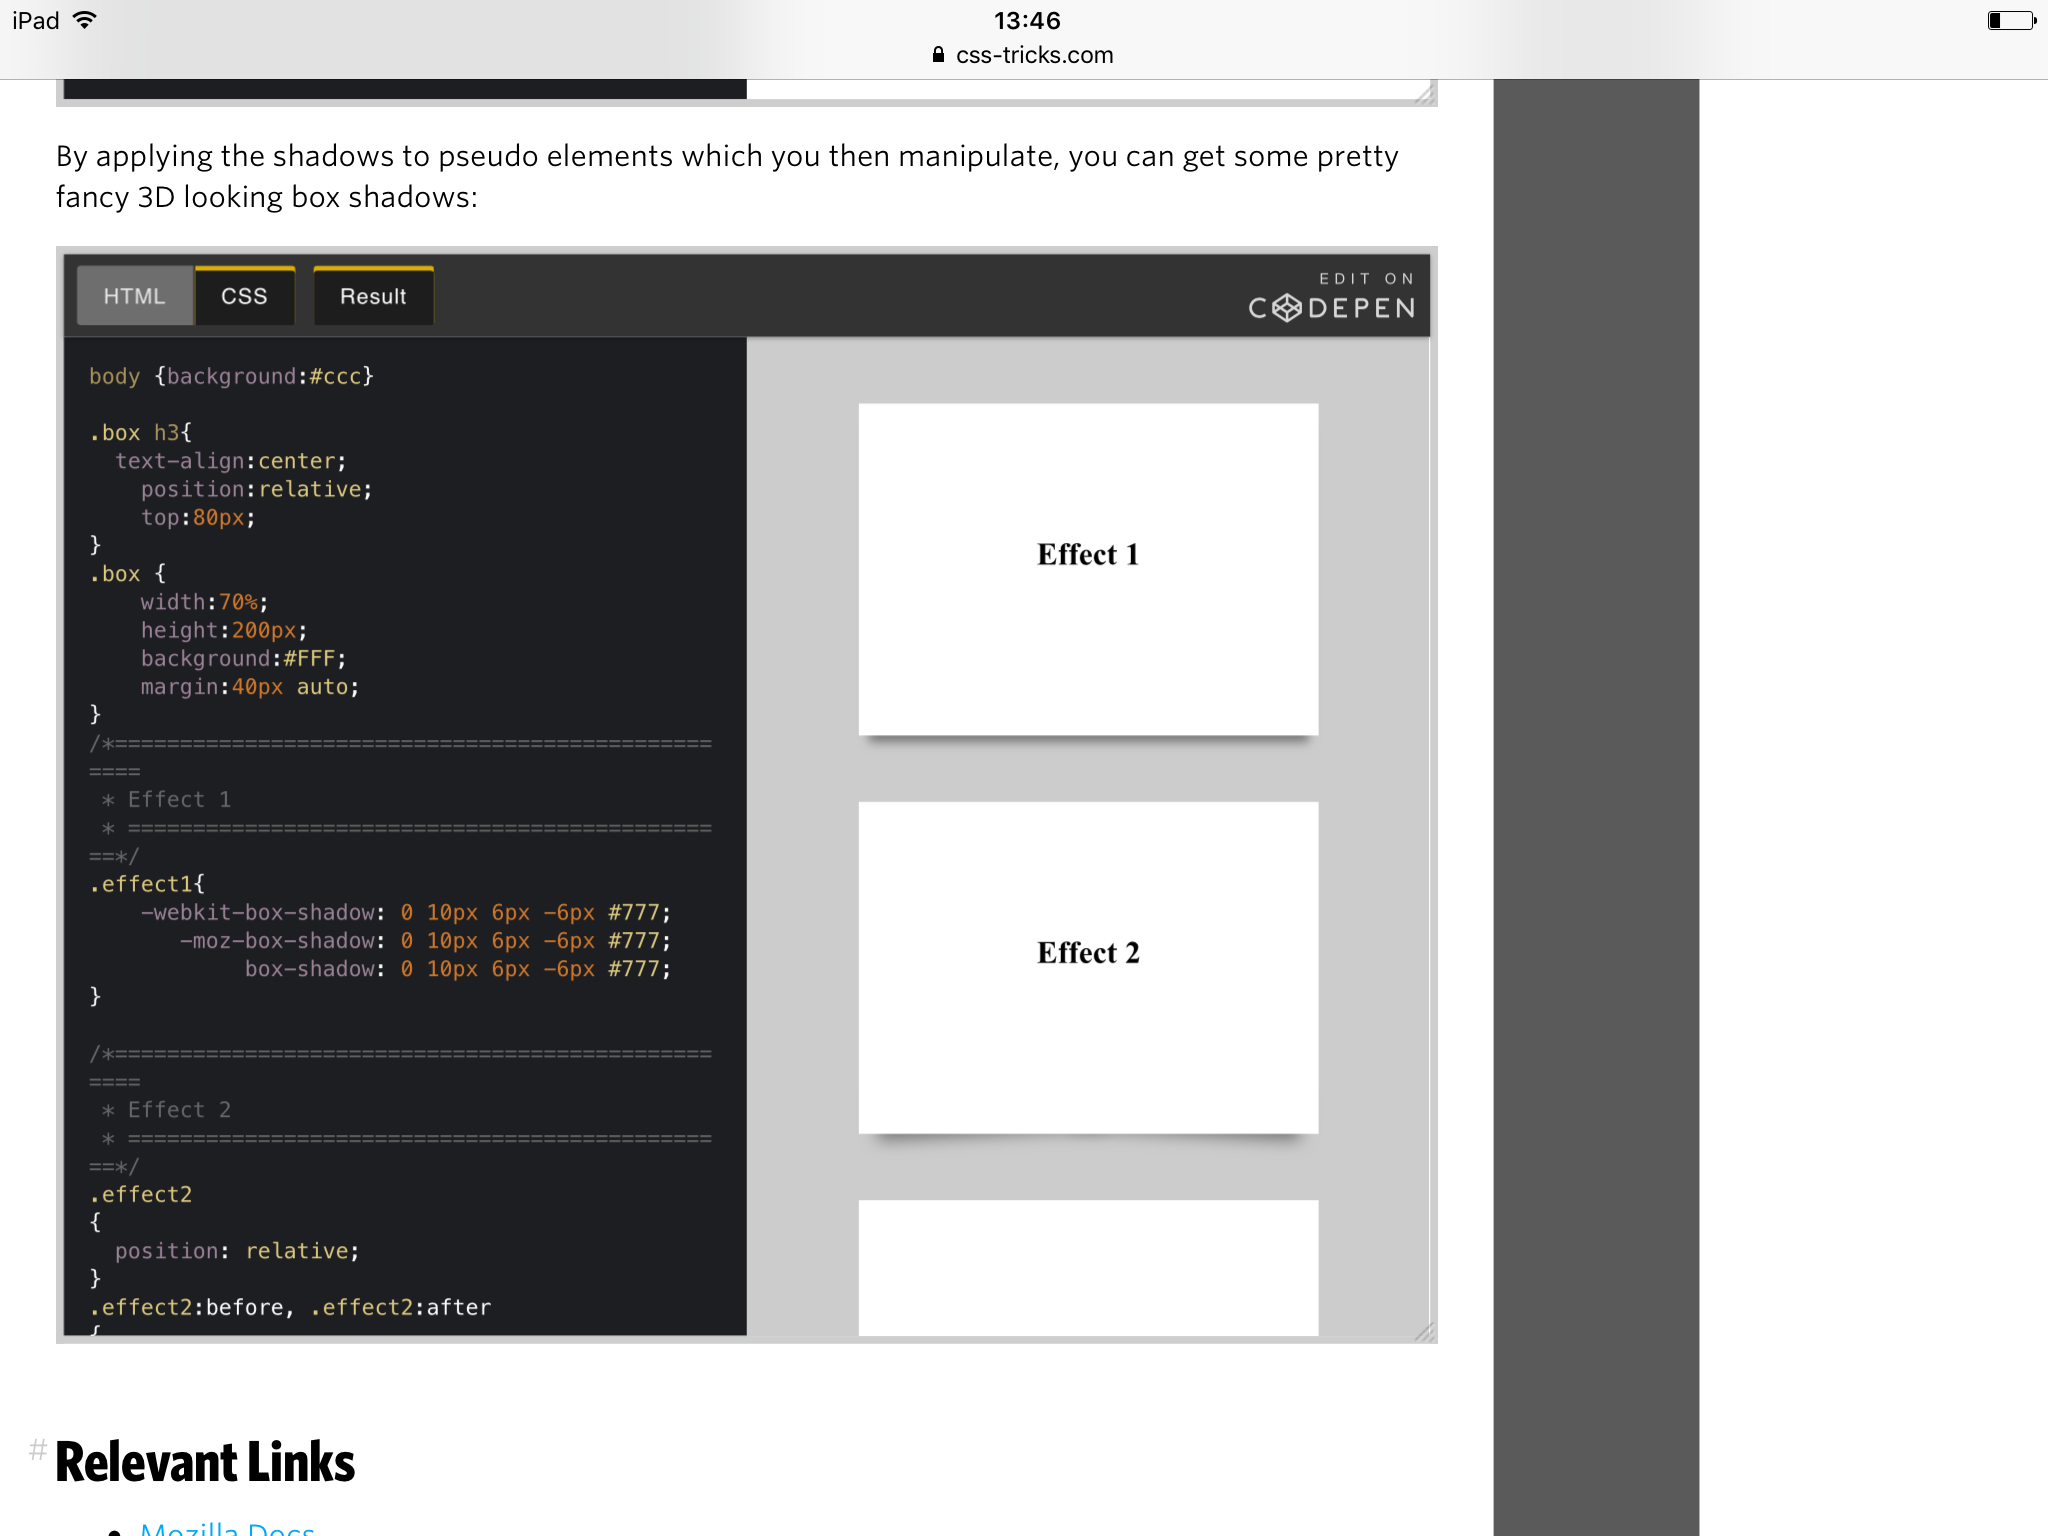 iPad
13:46
css-tricks.com
By applying the shadows to pseudo elements which you then manipulate, you can get some pretty
fancy 3D looking box shadows:
HTML CSS Result
EDIT ON
CODEPEN
body {background:#ccc}
.box h3{
text-align:center;
position:relative;
top:80px;
}
.box {
width:70%;
height:200px;
background:#FFF;
margin:40px auto;
}
/*==============================================
====
* Effect 1
* =============================================
==*/
.effect1{
-webkit-box-shadow: 0 10px 6px -6px #777;
-moz-box-shadow: 0 10px 6px -6px #777;
box-shadow: 0 10px 6px -6px #777;
}
/*==============================================
====
* Effect 2
* =============================================
==*/
.effect2
{
position: relative;
}
.effect2:before, .effect2:after
{
Effect 1
Effect 2
# Relevant Links
• Mozilla Docs